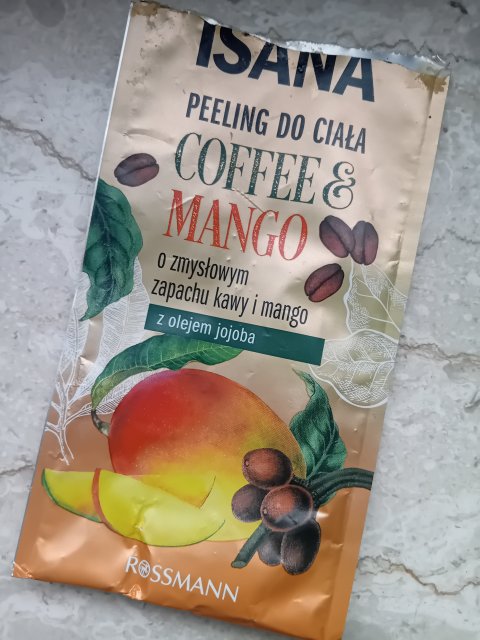 ISANA
PEELING DO CIAŁA
COFFEE &
MANGO
o zmysłowym
zapachu kawy i mango
z olejem jojoba
ROSSMANN